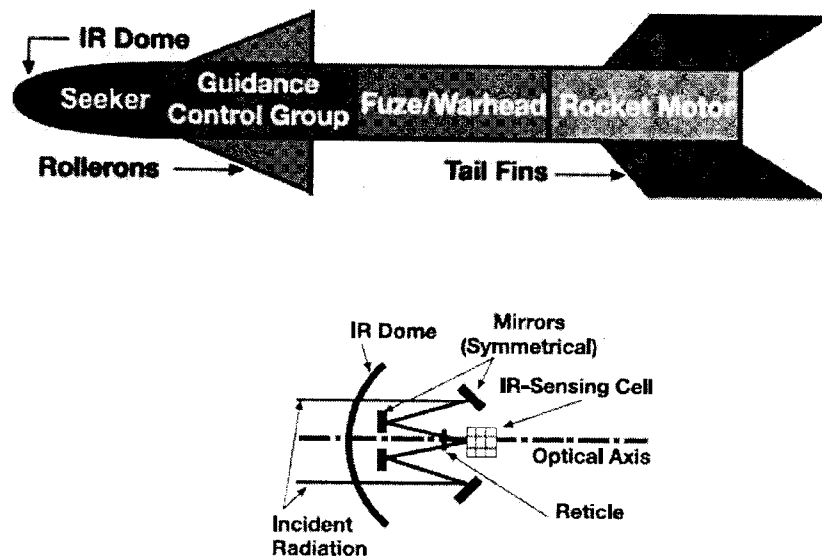 IR Dome
Seeker
Guidance
Control Group
Fuze/Warhead
Rocket Motor
Rollerons
Tail Fins
IR Dome
Mirrors
(Symmetrical)
IR-Sensing Cell
Optical Axis
Reticle
Incident
Radiation